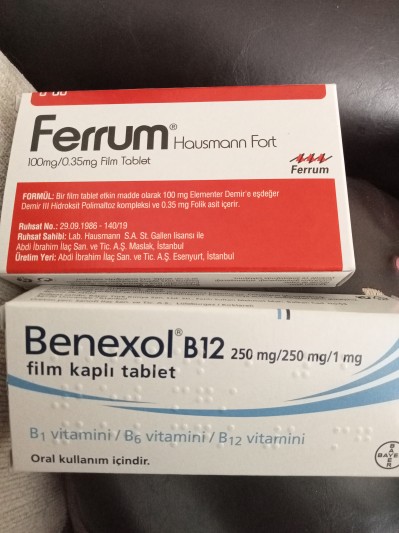 Ferrum® Hausmann Fort
100mg/0.35mg Film Tablet
Ferrum
FORMÜL: Bir film tablet etkin madde olarak 100 mg Elementer Demir'e eşdeğer
Demir III Hidroksit Polimaltoz kompleksi ve 0.35 mg Folik asit içerir.
Ruhsat No.: 29.09.1986 - 140/19
Ruhsat Sahibi: Lab. Hausmann S.A. St. Gallen lisansı ile
Abdi İbrahim İlaç San. ve Tic. A.Ş. Maslak, İstanbul
Üretim Yeri: Abdi İbrahim İlaç San. ve Tic. A.Ş. Esenyurt, İstanbul
Benexol® B12 250 mg/250 mg/1 mg
film kaplı tablet
B1 vitamini / B6 vitamini / B12 vitamini
Oral kullanım içindir.
BAYER